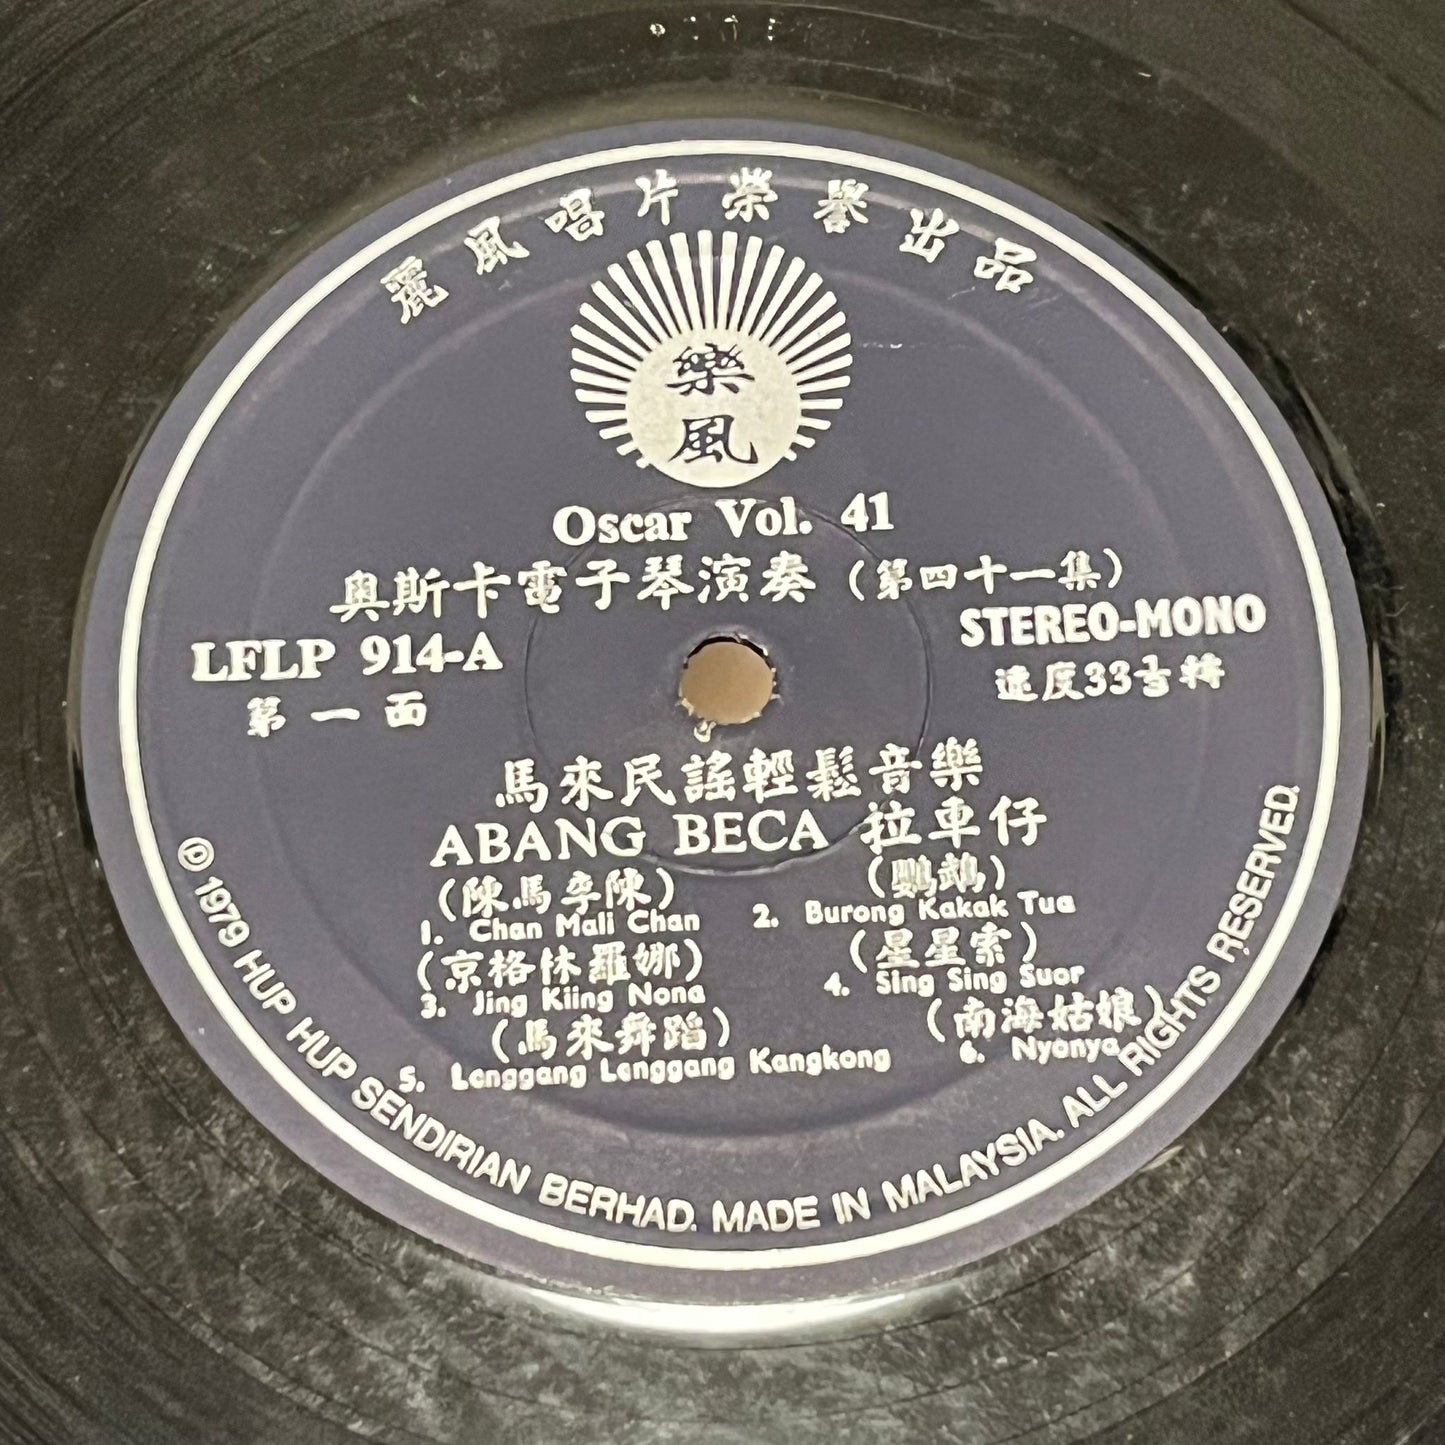 麗風唱片榮譽出品
樂風
Oscar Vol. 41
奧斯卡電子琴演奏（第四十一集）
LFLP 914-A
第一面
STEREO-MONO
速度33⅓轉
馬來民謠輕鬆音樂
ABANG BECA 拉車仔
(陳馬李陳)
1. Chan Mali Chan
(鸚鵡)
2. Burong Kakak Tua
(京格林羅娜)
3. Jing Kiing Nona
(星星索)
4. Sing Sing Suor
(馬來舞蹈)
5. Lenggang Lenggang Kangkong
(南海姑娘)
6. Nyonya
Ⓟ 1979 HUP HUP SENDIRIAN BERHAD. MADE IN MALAYSIA. ALL RIGHTS RESERVED.